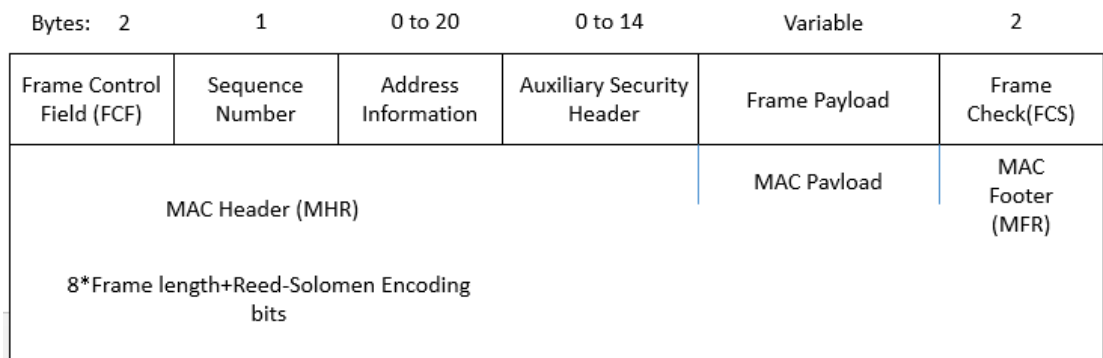 Bytes: 2 1 0 to 20 0 to 14 Variable 2
Frame Control Field (FCF)
Sequence Number
Address Information
Auxiliary Security Header
Frame Payload
Frame Check(FCS)
MAC Header (MHR)
MAC Pavload
MAC Footer (MFR)
8*Frame length+Reed-Solomen Encoding
bits